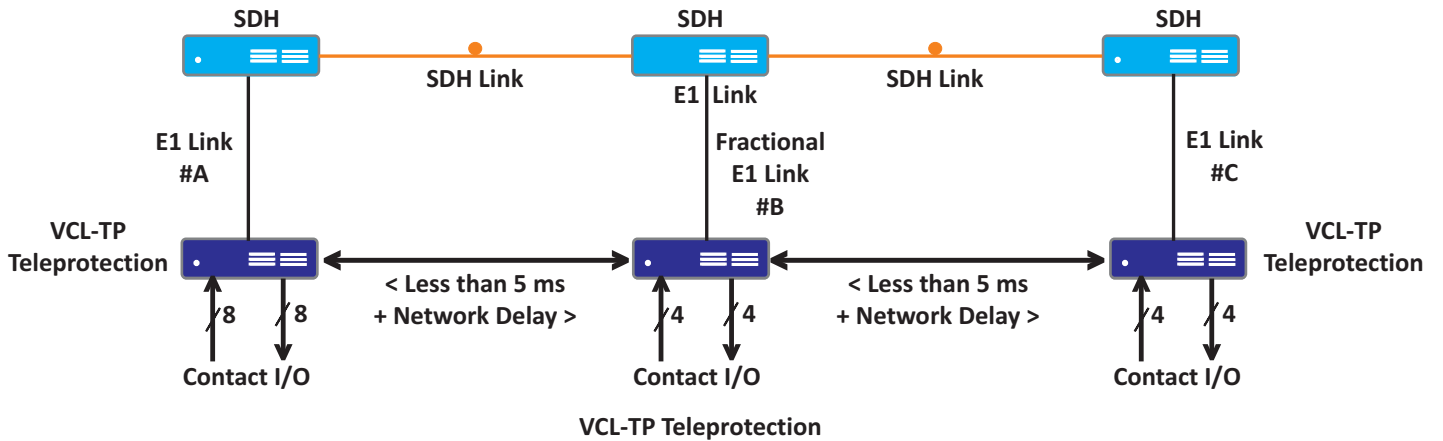 SDH
SDH
SDH
SDH Link
SDH Link
E1 Link
E1 Link
#A
Fractional
E1 Link
#B
E1 Link
#C
VCL-TP
Teleprotection
VCL-TP
Teleprotection
< Less than 5 ms
+ Network Delay >
< Less than 5 ms
+ Network Delay >
8
8
4
4
4
4
Contact I/O
Contact I/O
Contact I/O
VCL-TP Teleprotection